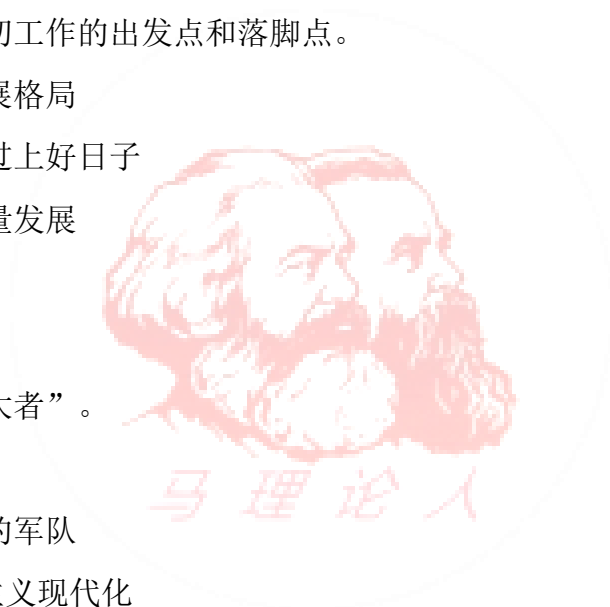 切工作的出发点和落脚点。
展格局
过上好日子
量发展
大者”。
马理论人
的军队
义现代化